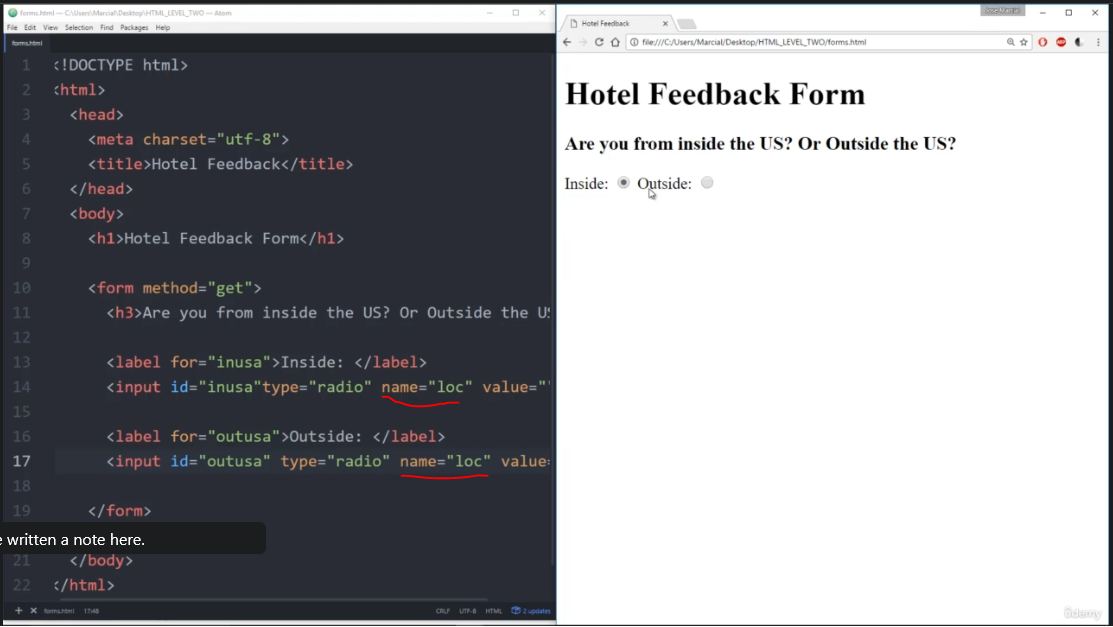 forms.html — C:\Users\Marcial\Desktop\HTML_LEVEL_TWO — Atom
File Edit View Selection Find Packages Help
forms.html
1 <!DOCTYPE html>
2 <html>
3 <head>
4 <meta charset="utf-8">
5 <title>Hotel Feedback</title>
6 </head>
7 <body>
8 <h1>Hotel Feedback Form</h1>
9
10 <form method="get">
11 <h3>Are you from inside the US? Or Outside the US
12
13 <label for="inusa">Inside: </label>
14 <input id="inusa"type="radio" name="loc" value="
15
16 <label for="outusa">Outside: </label>
17 <input id="outusa" type="radio" name="loc" value=
18
19 </form>
written a note here.
21 </body>
22 </html>
forms.html 17:48 CRLF UTF-8 HTML 2 updates
Jose Marcial
Hotel Feedback
file:///C:/Users/Marcial/Desktop/HTML_LEVEL_TWO/forms.html
ABP
Hotel Feedback Form
Are you from inside the US? Or Outside the US?
Inside: Outside:
ûdemy